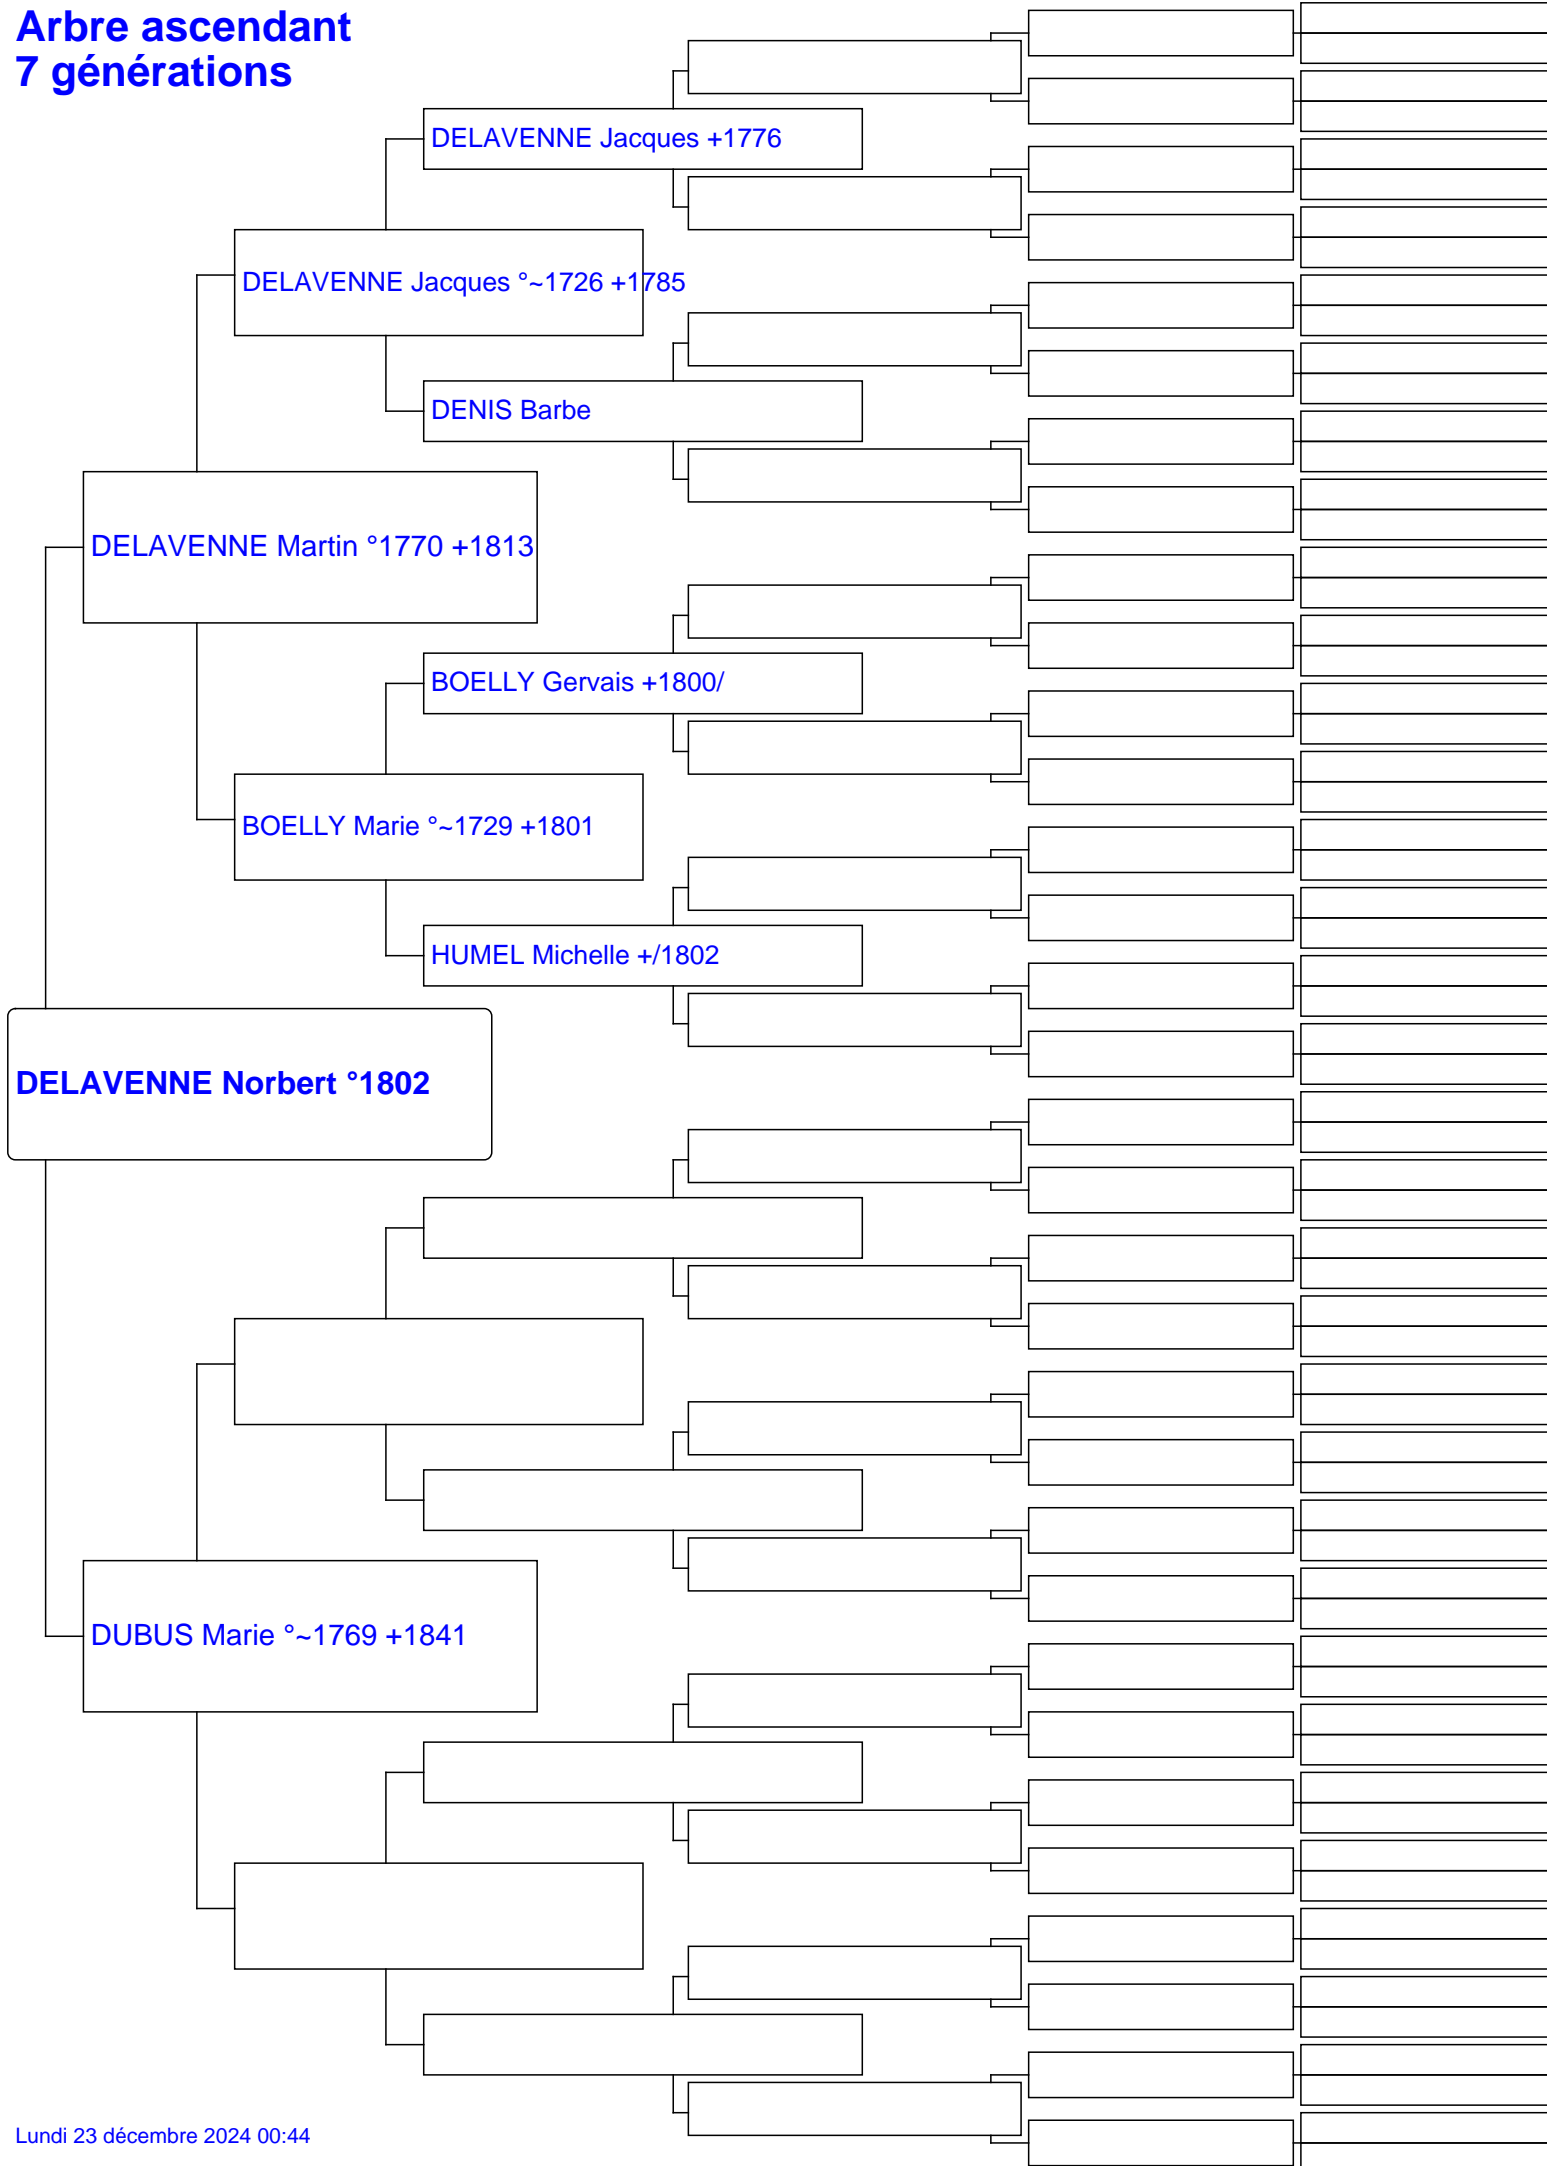 Arbre ascendant
7 générations
DELAVENNE Jacques +1776
DELAVENNE Jacques °~1726 +1785
DENIS Barbe
DELAVENNE Martin °1770 +1813
BOELLY Gervais +1800/
BOELLY Marie °~1729 +1801
HUMEL Michelle +/1802
DELAVENNE Norbert °1802
DUBUS Marie °~1769 +1841
Lundi 23 décembre 2024 00:44